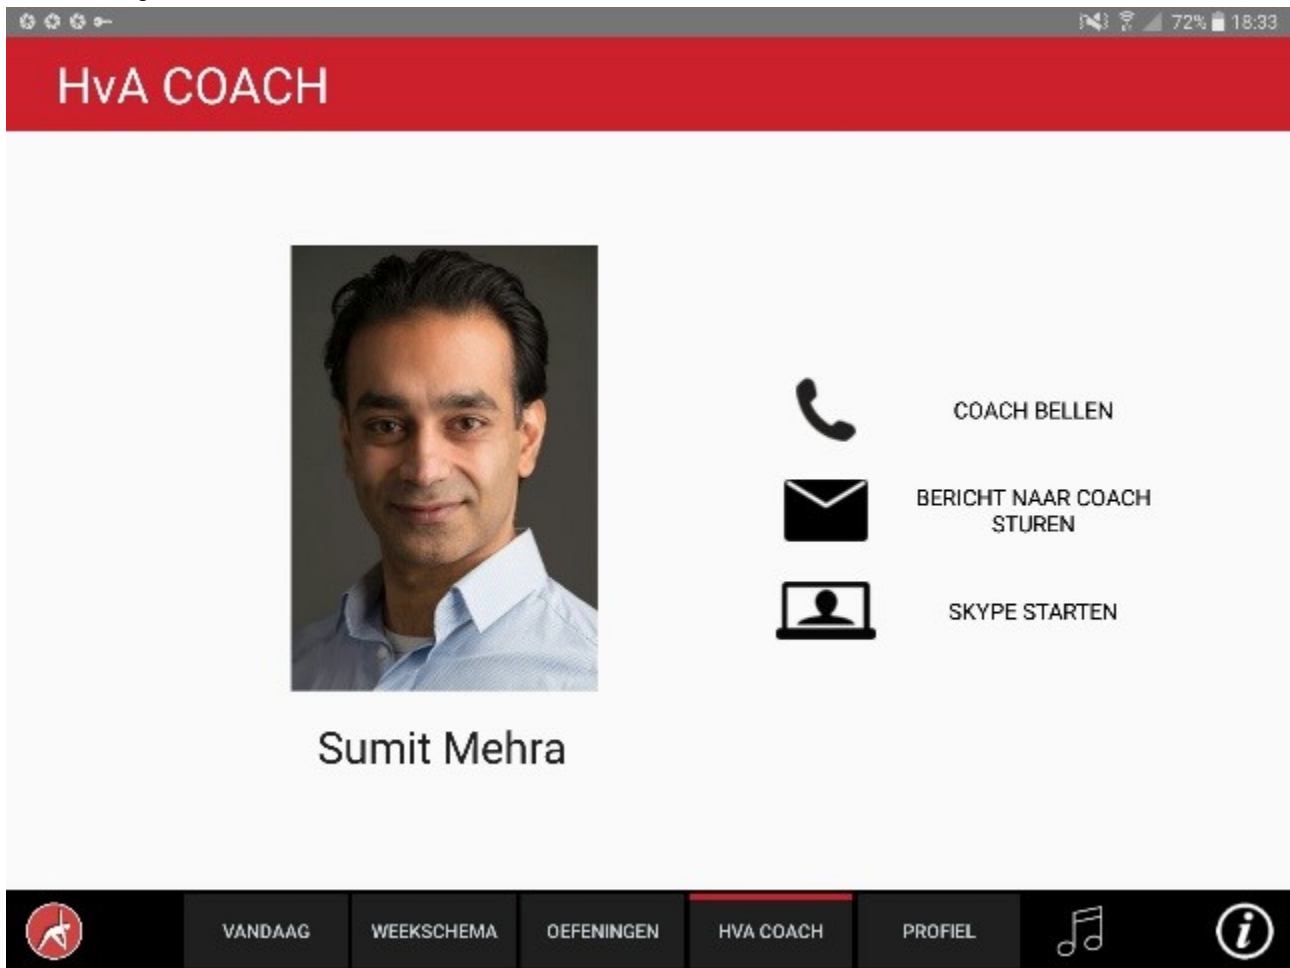 72% 18:33
HvA COACH
COACH BELLEN
BERICHT NAAR COACH
STUREN
SKYPE STARTEN
Sumit Mehra
VANDAAG WEEKSCHEMA OEFENINGEN HVA COACH PROFIEL i